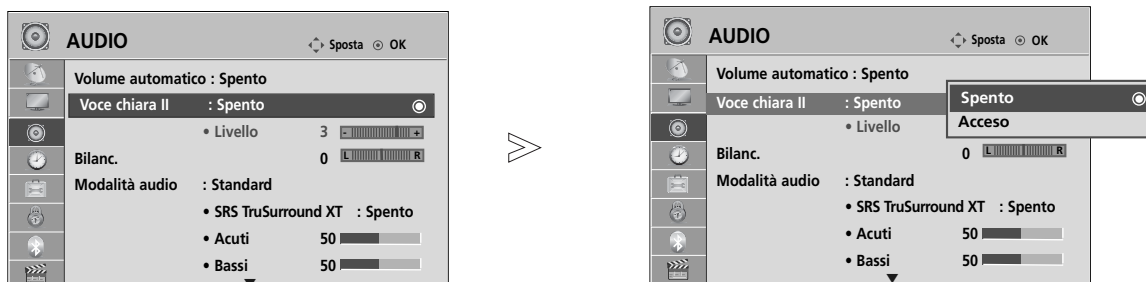 AUDIO Sposta OK
Volume automatico : Spento
Voce chiara II : Spento
• Livello 3 - +
Bilanc. 0 L R
Modalità audio : Standard
• SRS TruSurround XT : Spento
• Acuti 50
• Bassi 50
AUDIO Sposta OK
Volume automatico : Spento
Voce chiara II : Spento
Spento
Acceso
• Livello
Bilanc. 0 L R
Modalità audio : Standard
• SRS TruSurround XT : Spento
• Acuti 50
• Bassi 50